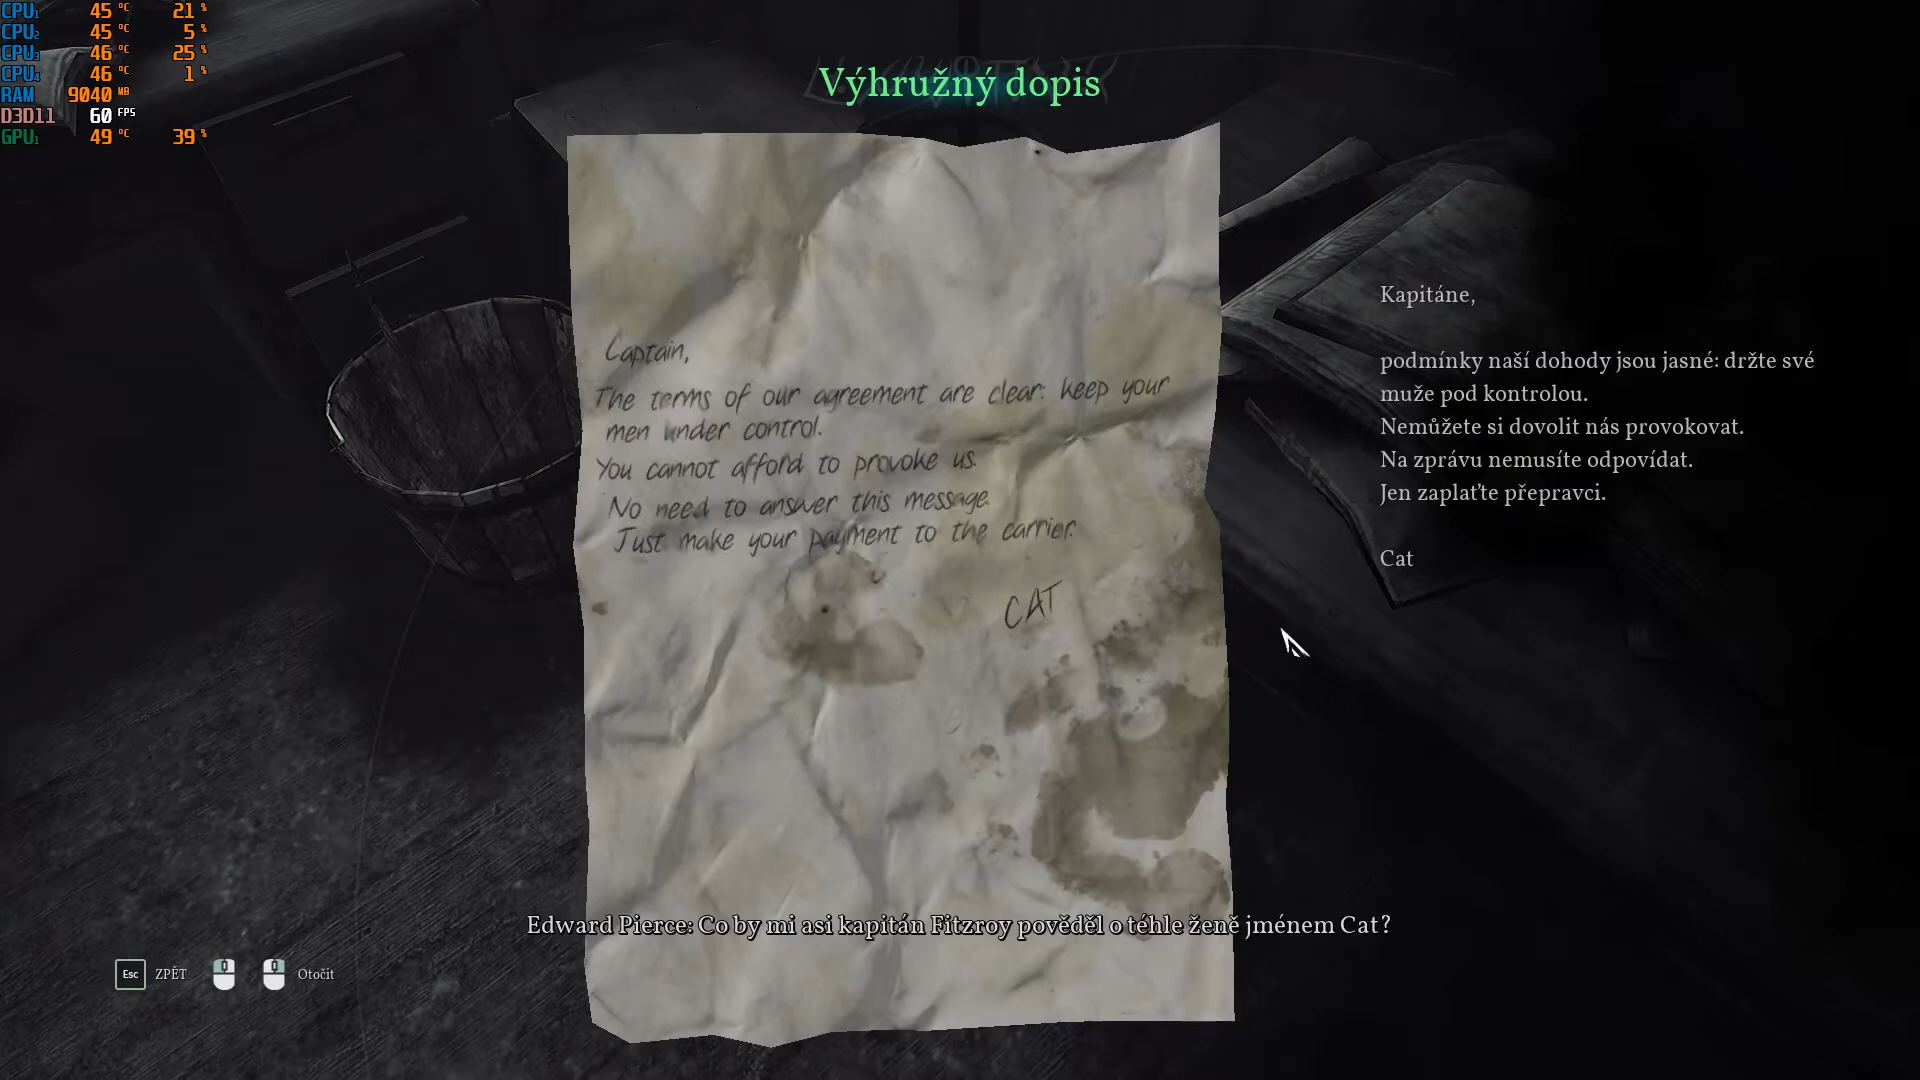 CPU1 45 °C 21 %
CPU2 45 °C 5 %
CPU3 46 °C 25 %
CPU4 46 °C 1 %
RAM 9040 MB
D3D11 60 FPS
GPU1 49 °C 39 %
Výhružný dopis
Captain,
The terms of our agreement are clear: keep your
men under control.
You cannot afford to provoke us.
No need to answer this message.
Just make your payment to the carrier.
CAT
Kapitáne,
podmínky naší dohody jsou jasné: držte své
muže pod kontrolou.
Nemůžete si dovolit nás provokovat.
Na zprávu nemusíte odpovídat.
Jen zaplaťte přepravci.
Cat
Edward Pierce: Co by mi asi kapitán Fitzroy pověděl o téhle ženě jménem Cat?
Esc ZPĚT Otočit